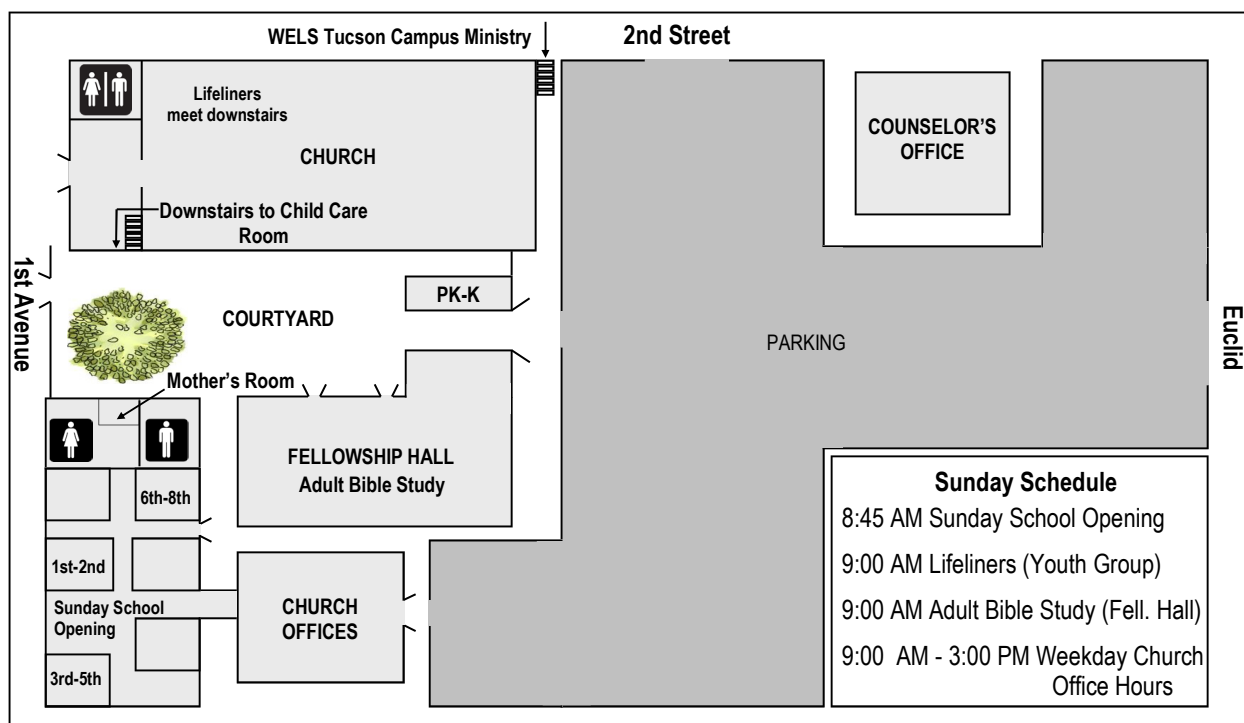 WELS Tucson Campus Ministry
2nd Street
Lifeliners
meet downstairs
CHURCH
COUNSELOR'S
OFFICE
Downstairs to Child Care
Room
1st Avenue
PK-K
COURTYARD
PARKING
Euclid
Mother's Room
FELLOWSHIP HALL
Adult Bible Study
6th-8th
1st-2nd
Sunday School
Opening
CHURCH
OFFICES
3rd-5th
Sunday Schedule
8:45 AM Sunday School Opening
9:00 AM Lifeliners (Youth Group)
9:00 AM Adult Bible Study (Fell. Hall)
9:00 AM - 3:00 PM Weekday Church
Office Hours